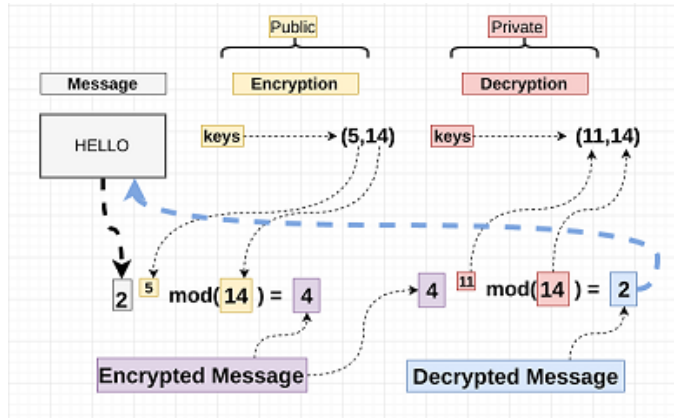 Public
Private
Message
Encryption
Decryption
HELLO
keys
(5,14)
keys
(11,14)
2 5 mod( 14 ) = 4
4 11 mod( 14 ) = 2
Encrypted Message
Decrypted Message